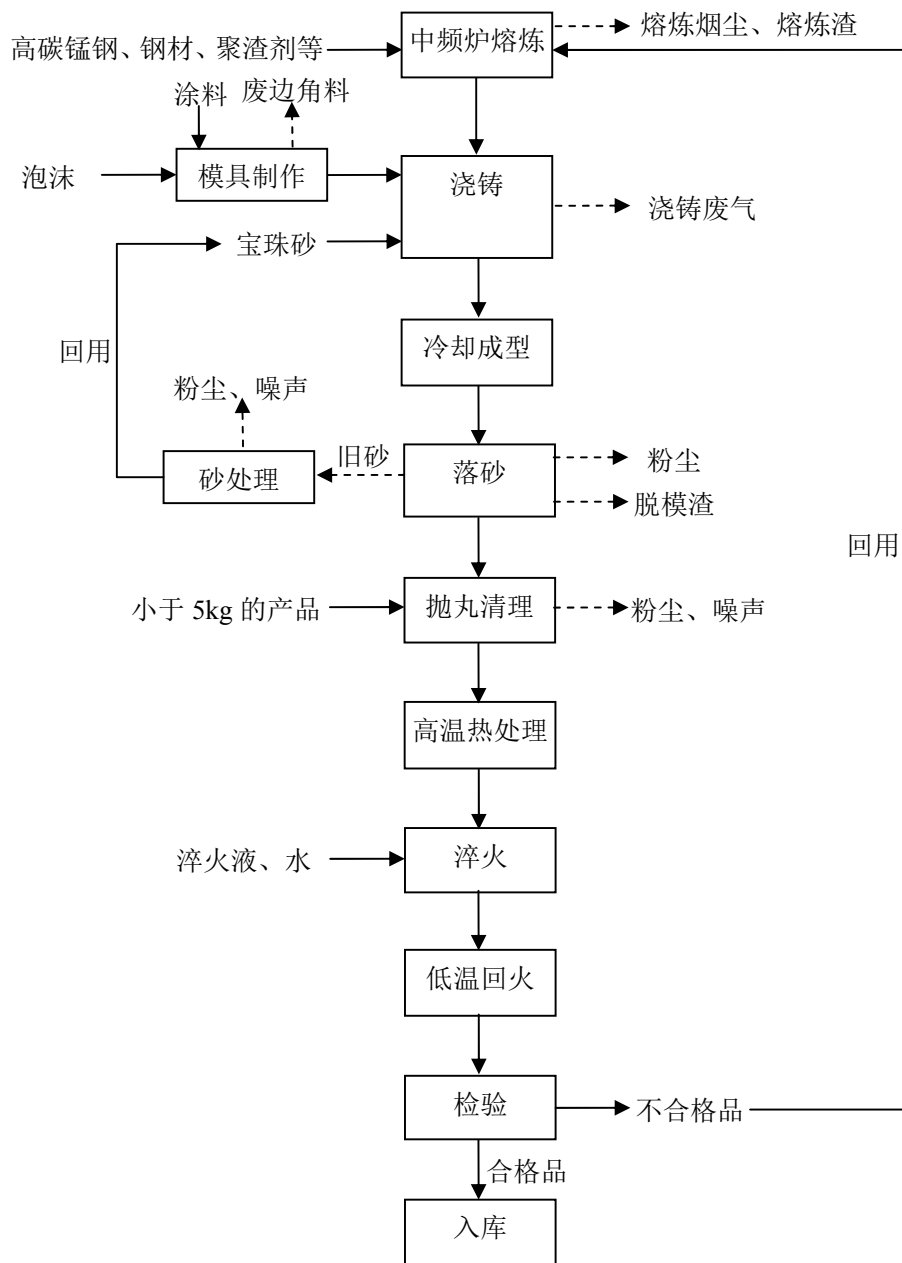 高碳锰钢、钢材、聚渣剂等
中频炉熔炼
熔炼烟尘、熔炼渣
涂料
废边角料
泡沫
模具制作
浇铸
浇铸废气
宝珠砂
回用
冷却成型
粉尘、噪声
砂处理
旧砂
落砂
粉尘
脱模渣
回用
小于 5kg 的产品
抛丸清理
粉尘、噪声
高温热处理
淬火液、水
淬火
低温回火
检验
不合格品
合格品
入库